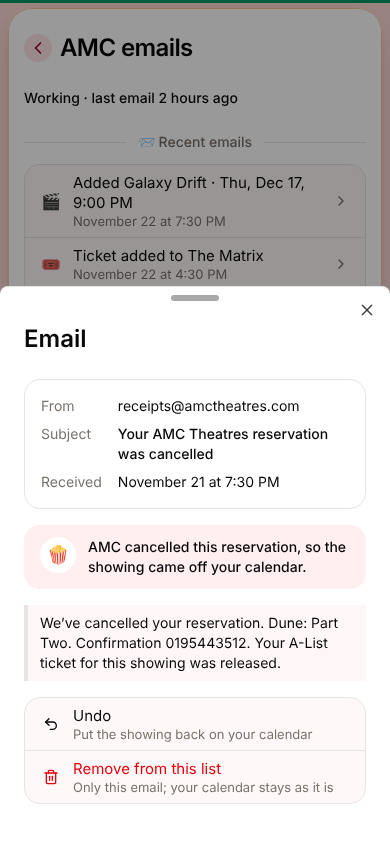 AMC emails
Working · last email 2 hours ago
Recent emails
Added Galaxy Drift · Thu, Dec 17,
9:00 PM
November 22 at 7:30 PM
Ticket added to The Matrix
November 22 at 4:30 PM
Email
From receipts@amctheatres.com
Subject Your AMC Theatres reservation
was cancelled
Received November 21 at 7:30 PM
AMC cancelled this reservation, so the
showing came off your calendar.
We’ve cancelled your reservation. Dune: Part
Two. Confirmation 0195443512. Your A-List
ticket for this showing was released.
Undo
Put the showing back on your calendar
Remove from this list
Only this email; your calendar stays as it is